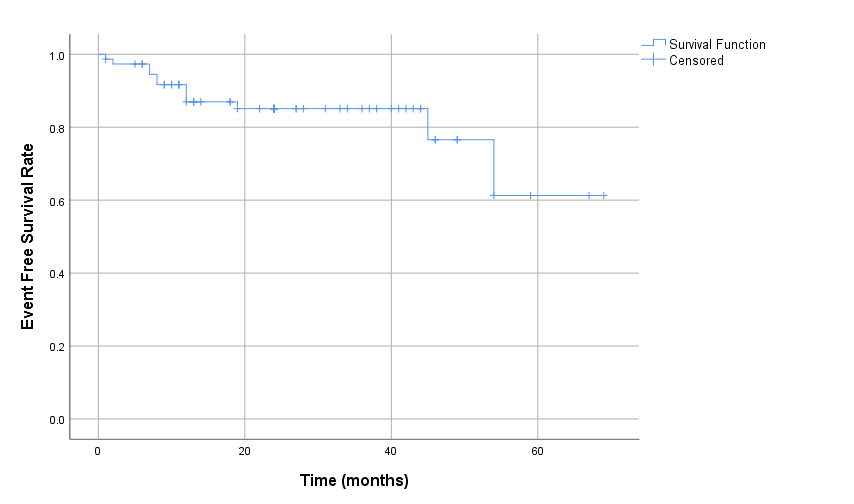 Survival Function
Censored
Event Free Survival Rate
1.0
0.8
0.6
0.4
0.2
0.0
0 20 40 60
Time (months)